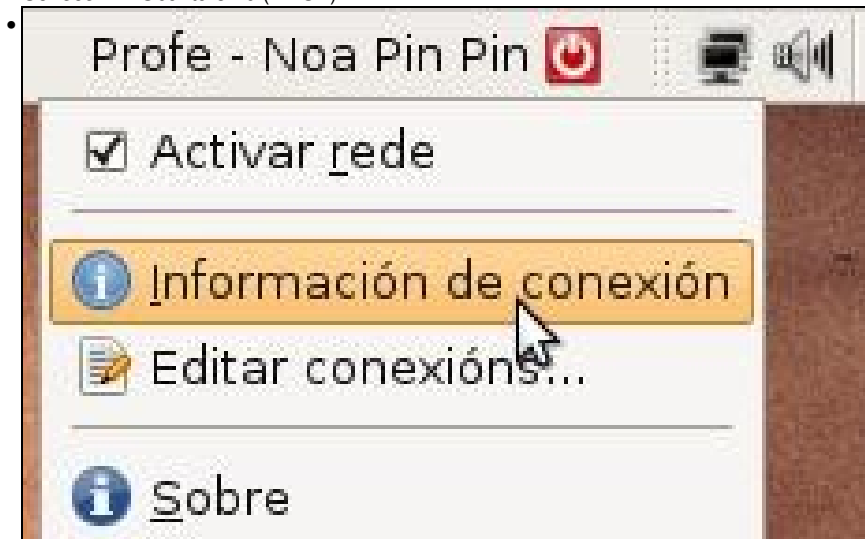 Profe - Noa Pin Pin
Activar rede
Información de conexión
Editar conexións...
Sobre